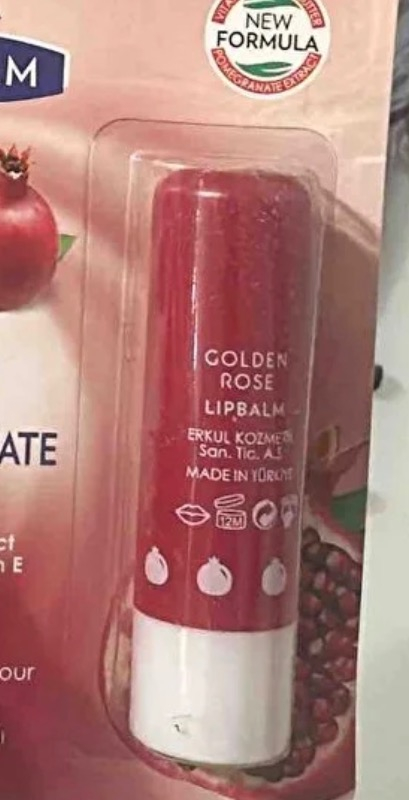 NEW
FORMULA
POMEGRANATE EXTRACT
M
GOLDEN
ROSE
LIPBALM
ERKUL KOZMETİK
San. Tic. A.Ş
MADE IN TÜRKİYE
12M
ATE
ct
n E
our